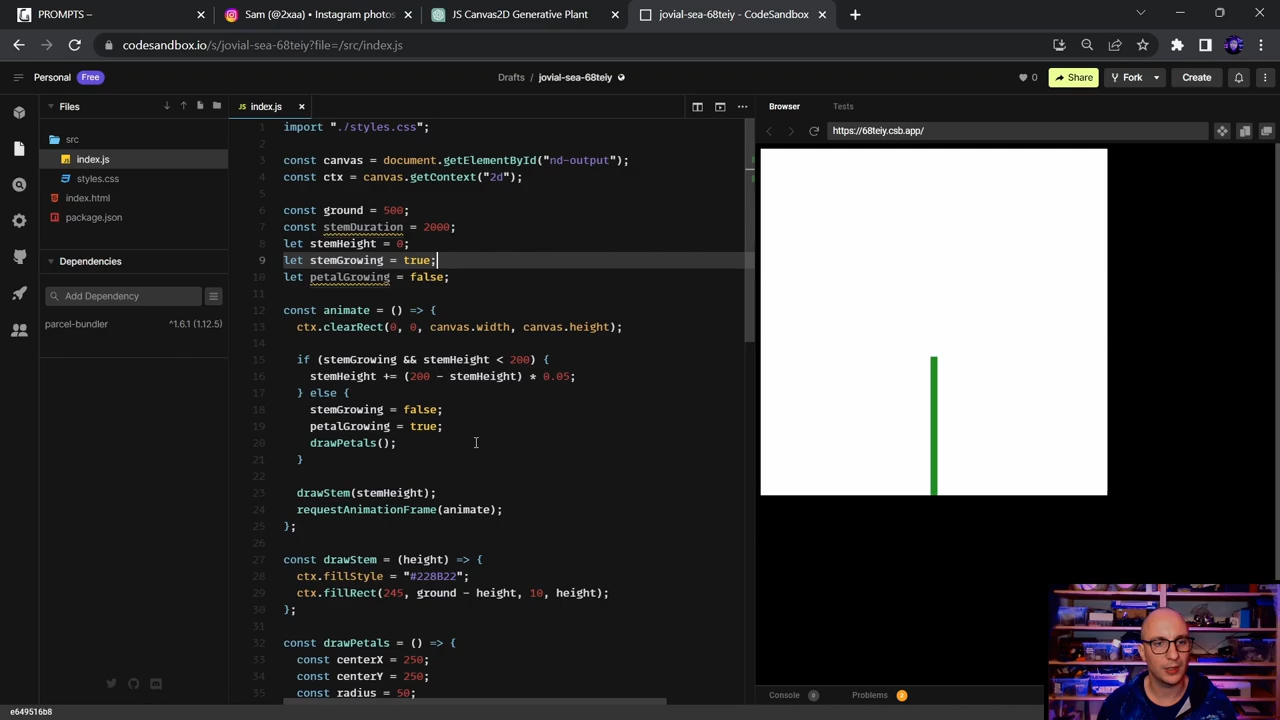 PROMPTS –
Sam (@2xaa) • Instagram photos
JS Canvas2D Generative Plant
jovial-sea-68teiy - CodeSandbox
codesandbox.io/s/jovial-sea-68teiy?file=/src/index.js
Personal Free
Drafts / jovial-sea-68teiy
0 Share Fork Create
Files
src
index.js
styles.css
index.html
package.json
Dependencies
Add Dependency
parcel-bundler ^1.6.1 (1.12.5)
JS index.js
1 import "./styles.css";
2
3 const canvas = document.getElementById("nd-output");
4 const ctx = canvas.getContext("2d");
5
6 const ground = 500;
7 const stemDuration = 2000;
8 let stemHeight = 0;
9 let stemGrowing = true;
10 let petalGrowing = false;
11
12 const animate = () => {
13 ctx.clearRect(0, 0, canvas.width, canvas.height);
14
15 if (stemGrowing && stemHeight < 200) {
16 stemHeight += (200 - stemHeight) * 0.05;
17 } else {
18 stemGrowing = false;
19 petalGrowing = true;
20 drawPetals();
21 }
22
23 drawStem(stemHeight);
24 requestAnimationFrame(animate);
25 };
26
27 const drawStem = (height) => {
28 ctx.fillStyle = "#228B22";
29 ctx.fillRect(245, ground - height, 10, height);
30 };
31
32 const drawPetals = () => {
33 const centerX = 250;
34 const centerY = 250;
35 const radius = 50;
Browser Tests
https://68teiy.csb.app/
Console 0 Problems 2
e649516b8